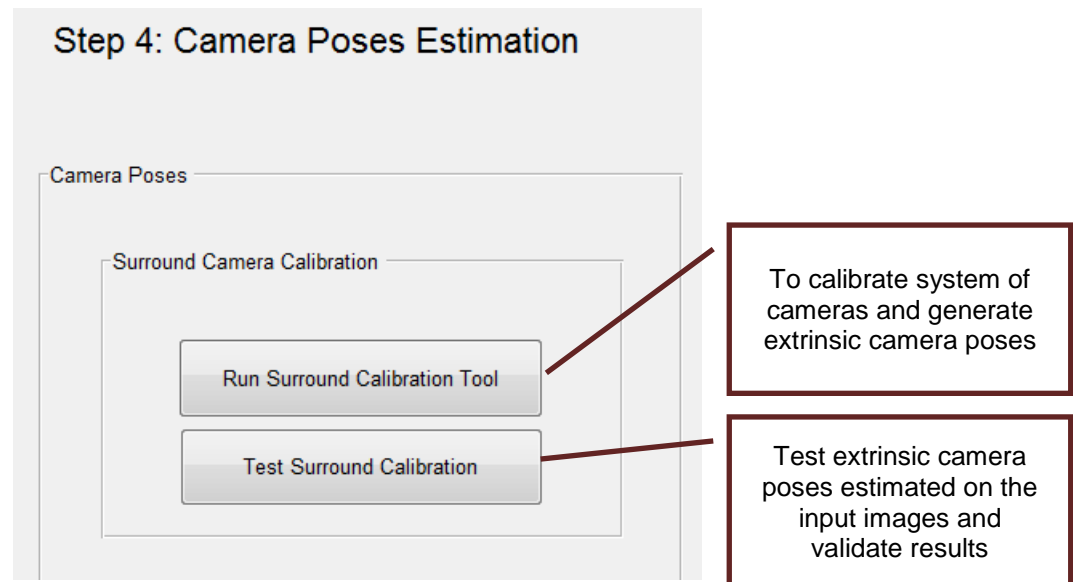 Step 4: Camera Poses Estimation
Camera Poses
Surround Camera Calibration
Run Surround Calibration Tool
Test Surround Calibration
To calibrate system of
cameras and generate
extrinsic camera poses
Test extrinsic camera
poses estimated on the
input images and
validate results